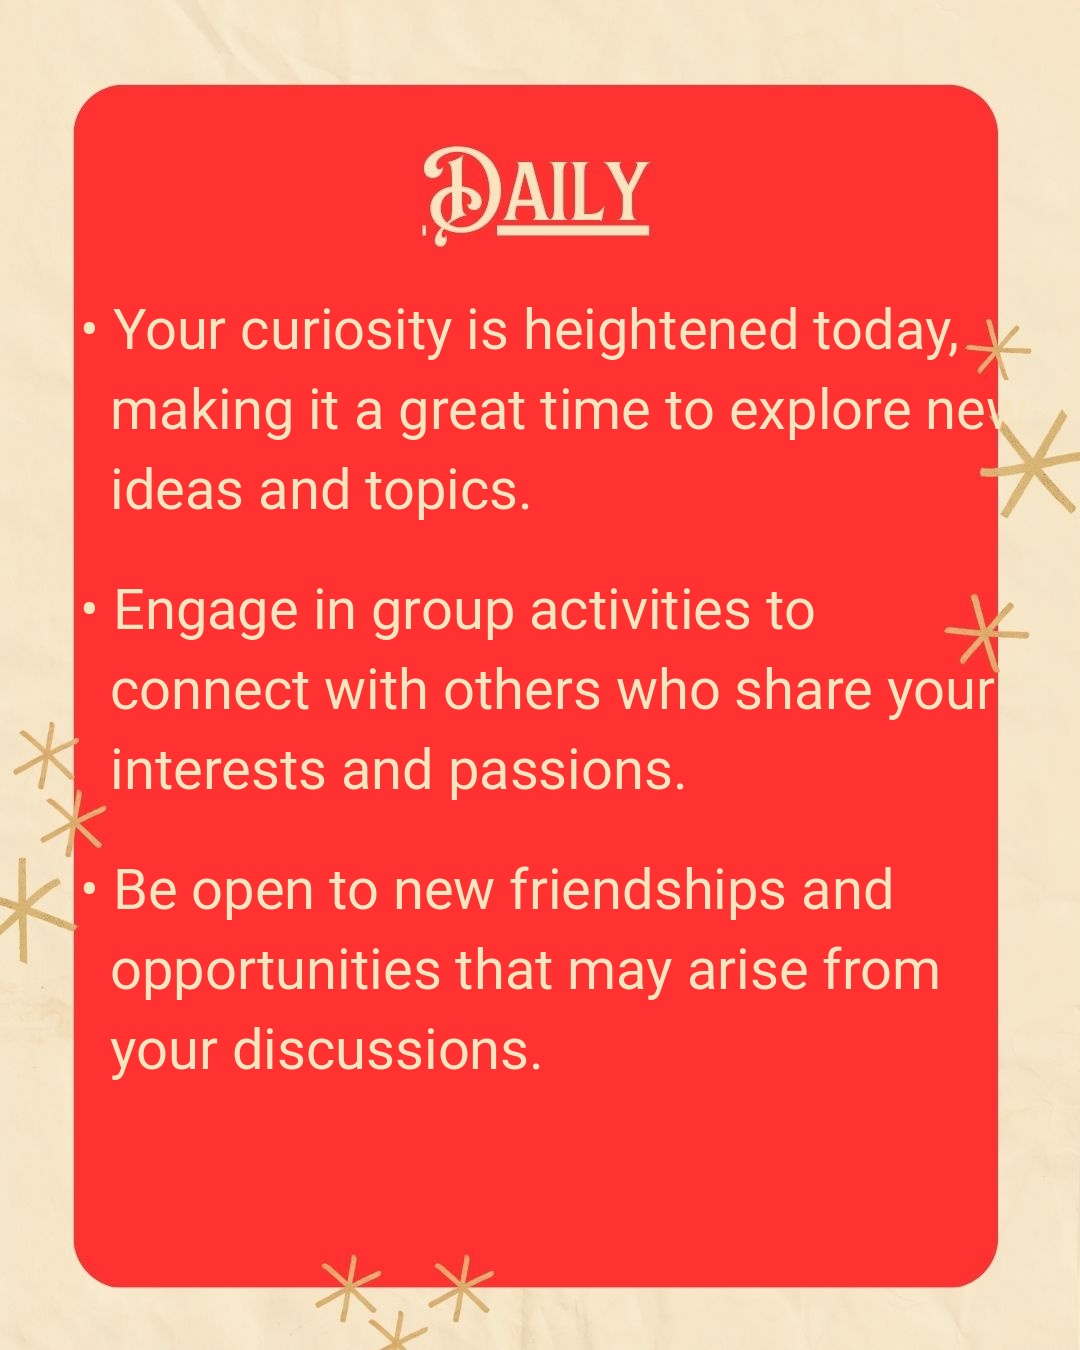 Daily
• Your curiosity is heightened today,
making it a great time to explore new
ideas and topics.
• Engage in group activities to
connect with others who share your
interests and passions.
• Be open to new friendships and
opportunities that may arise from
your discussions.